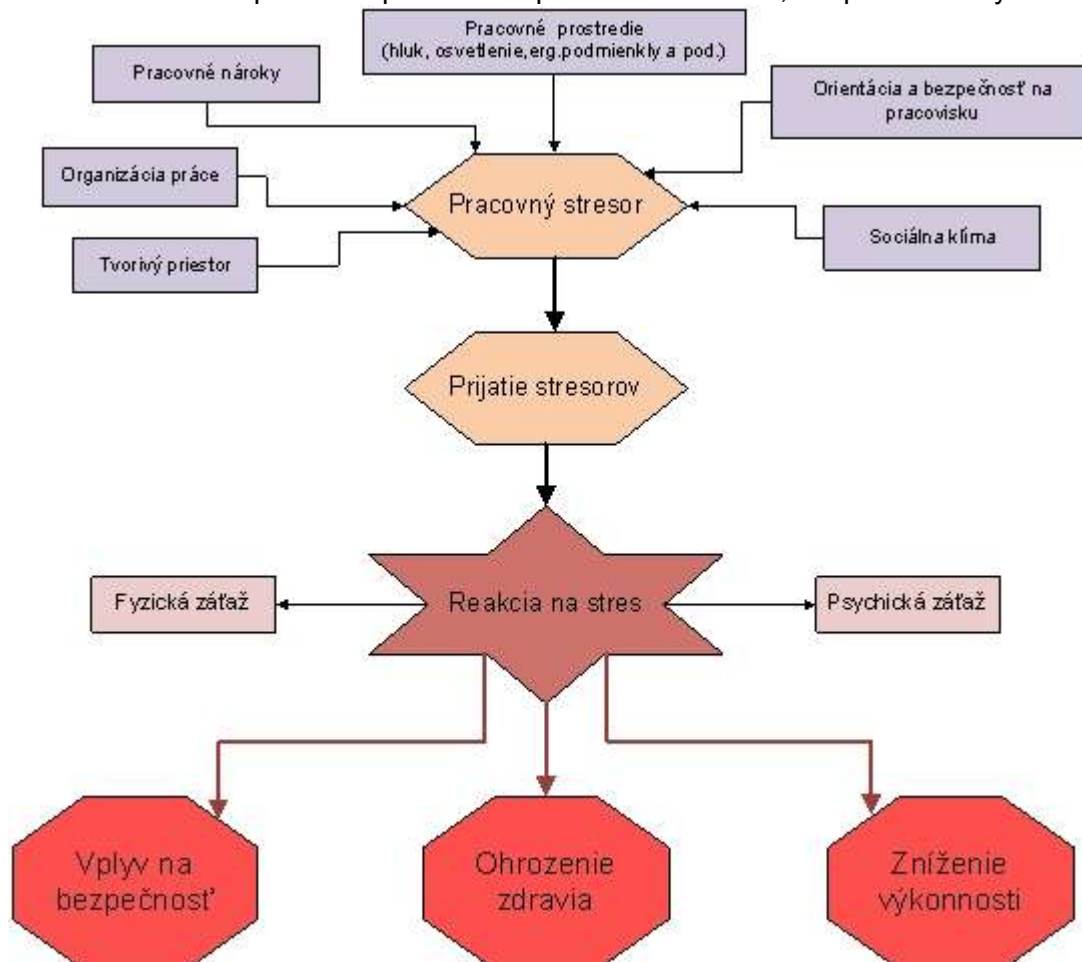 Pracovné prostredie
(hluk, osvetlenie,erg.podmienkly a pod.)
Pracovné nároky
Orientácia a bezpečnosť na
pracovisku
Organizácia práce
Pracovný stresor
Sociálna klíma
Tvorivý priestor
Prijatie stresorov
Fyzická záťaž
Reakcia na stres
Psychická záťaž
Vplyv na
bezpečnosť
Ohrozenie
zdravia
Zníženie
výkonnosti